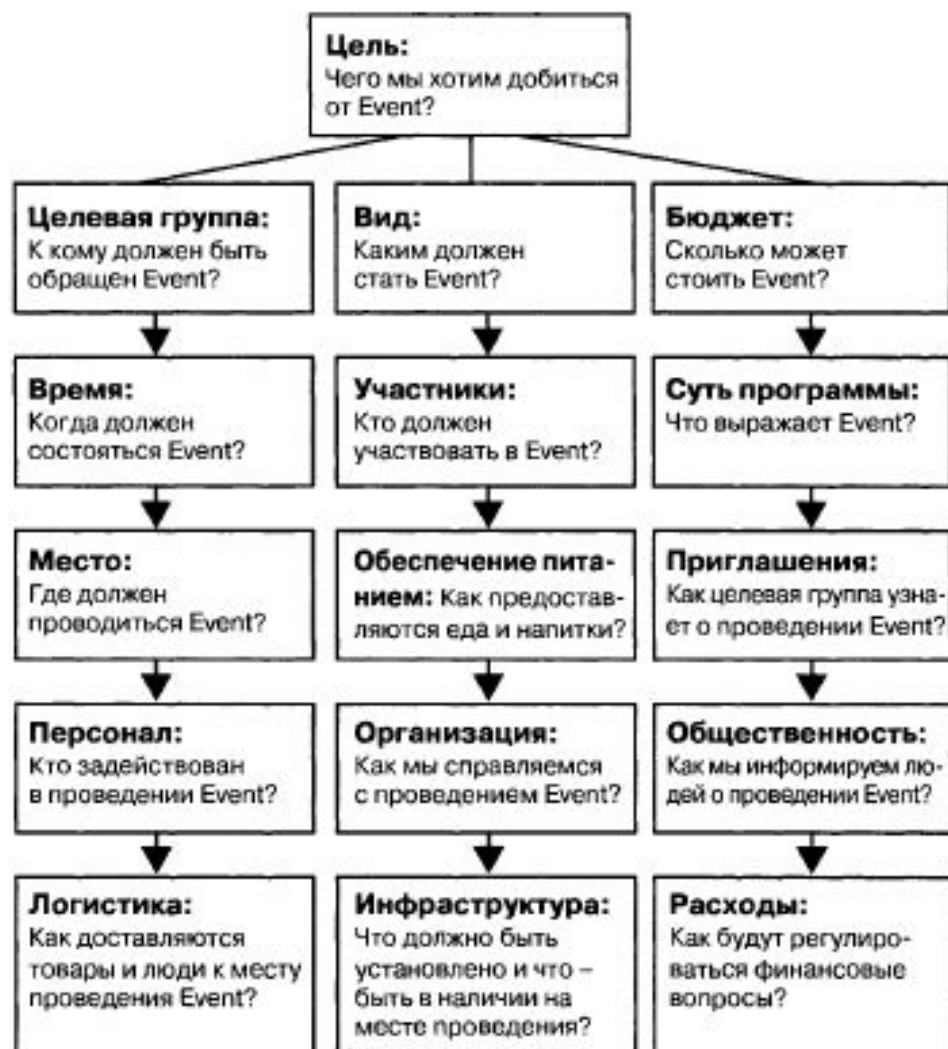 Цель:
Чего мы хотим добиться
от Event?
Целевая группа:
К кому должен быть
обращен Event?
Вид:
Каким должен
стать Event?
Бюджет:
Сколько может
стоить Event?
Время:
Когда должен
состояться Event?
Участники:
Кто должен
участвовать в Event?
Суть программы:
Что выражает Event?
Место:
Где должен
проводиться Event?
Обеспечение пита-
нием: Как предостав-
ляются еда и напитки?
Приглашения:
Как целевая группа узна-
ет о проведении Event?
Персонал:
Кто задействован
в проведении Event?
Организация:
Как мы справляемся
с проведением Event?
Общественность:
Как мы информируем лю-
дей о проведении Event?
Логистика:
Как доставляются
товары и люди к месту
проведения Event?
Инфраструктура:
Что должно быть
установлено и что –
быть в наличии на
месте проведения?
Расходы:
Как будут регулиро-
ваться финансовые
вопросы?